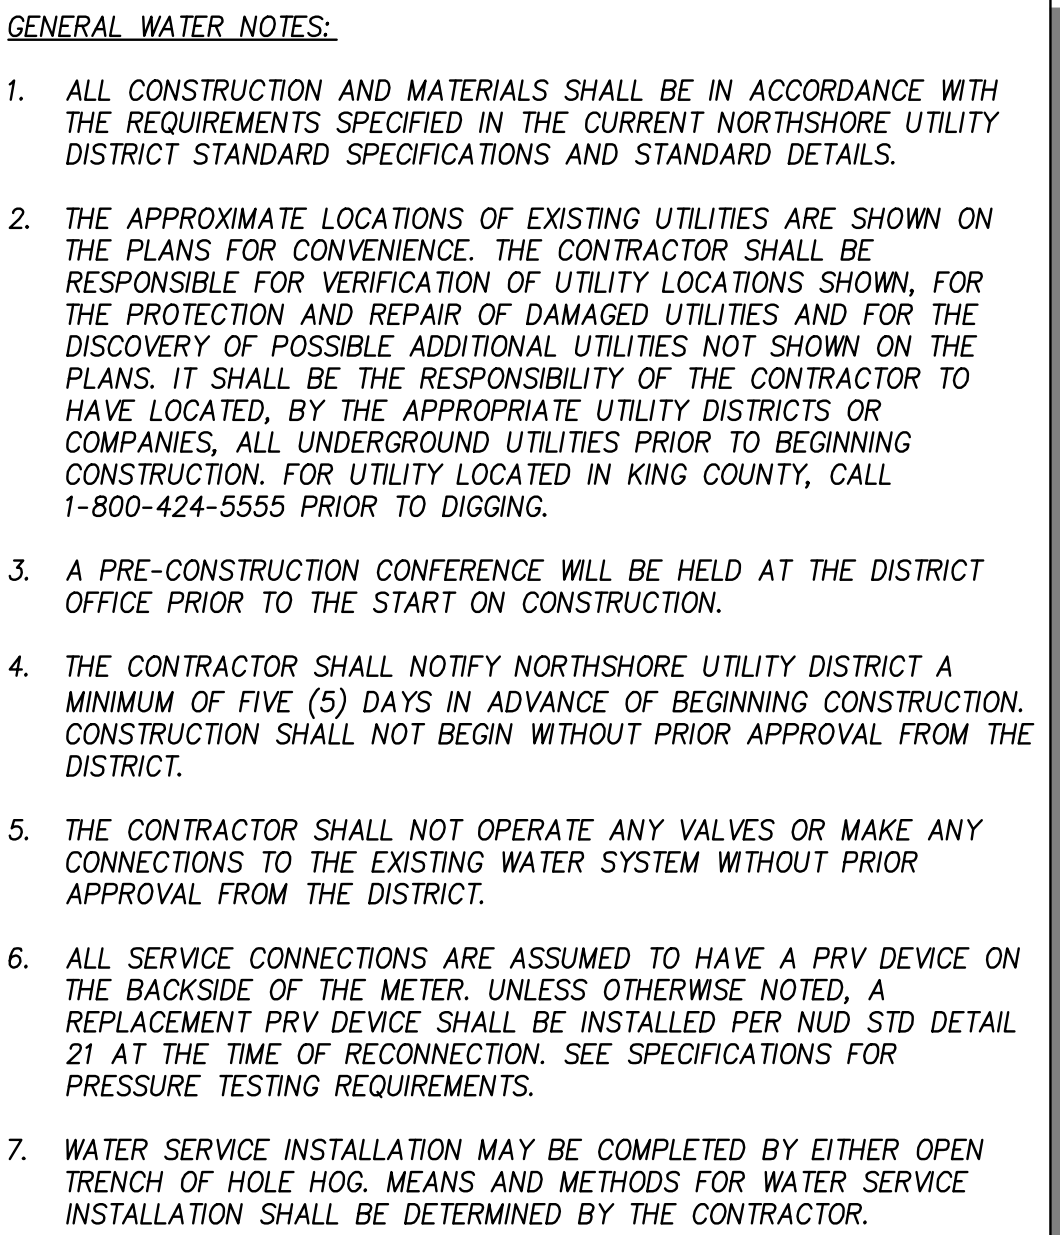 GENERAL WATER NOTES:
1. ALL CONSTRUCTION AND MATERIALS SHALL BE IN ACCORDANCE WITH
THE REQUIREMENTS SPECIFIED IN THE CURRENT NORTHSHORE UTILITY
DISTRICT STANDARD SPECIFICATIONS AND STANDARD DETAILS.
2. THE APPROXIMATE LOCATIONS OF EXISTING UTILITIES ARE SHOWN ON
THE PLANS FOR CONVENIENCE. THE CONTRACTOR SHALL BE
RESPONSIBLE FOR VERIFICATION OF UTILITY LOCATIONS SHOWN, FOR
THE PROTECTION AND REPAIR OF DAMAGED UTILITIES AND FOR THE
DISCOVERY OF POSSIBLE ADDITIONAL UTILITIES NOT SHOWN ON THE
PLANS. IT SHALL BE THE RESPONSIBILITY OF THE CONTRACTOR TO
HAVE LOCATED, BY THE APPROPRIATE UTILITY DISTRICTS OR
COMPANIES, ALL UNDERGROUND UTILITIES PRIOR TO BEGINNING
CONSTRUCTION. FOR UTILITY LOCATED IN KING COUNTY, CALL
1-800-424-5555 PRIOR TO DIGGING.
3. A PRE-CONSTRUCTION CONFERENCE WILL BE HELD AT THE DISTRICT
OFFICE PRIOR TO THE START ON CONSTRUCTION.
4. THE CONTRACTOR SHALL NOTIFY NORTHSHORE UTILITY DISTRICT A
MINIMUM OF FIVE (5) DAYS IN ADVANCE OF BEGINNING CONSTRUCTION.
CONSTRUCTION SHALL NOT BEGIN WITHOUT PRIOR APPROVAL FROM THE
DISTRICT.
5. THE CONTRACTOR SHALL NOT OPERATE ANY VALVES OR MAKE ANY
CONNECTIONS TO THE EXISTING WATER SYSTEM WITHOUT PRIOR
APPROVAL FROM THE DISTRICT.
6. ALL SERVICE CONNECTIONS ARE ASSUMED TO HAVE A PRV DEVICE ON
THE BACKSIDE OF THE METER. UNLESS OTHERWISE NOTED, A
REPLACEMENT PRV DEVICE SHALL BE INSTALLED PER NUD STD DETAIL
21 AT THE TIME OF RECONNECTION. SEE SPECIFICATIONS FOR
PRESSURE TESTING REQUIREMENTS.
7. WATER SERVICE INSTALLATION MAY BE COMPLETED BY EITHER OPEN
TRENCH OF HOLE HOG. MEANS AND METHODS FOR WATER SERVICE
INSTALLATION SHALL BE DETERMINED BY THE CONTRACTOR.